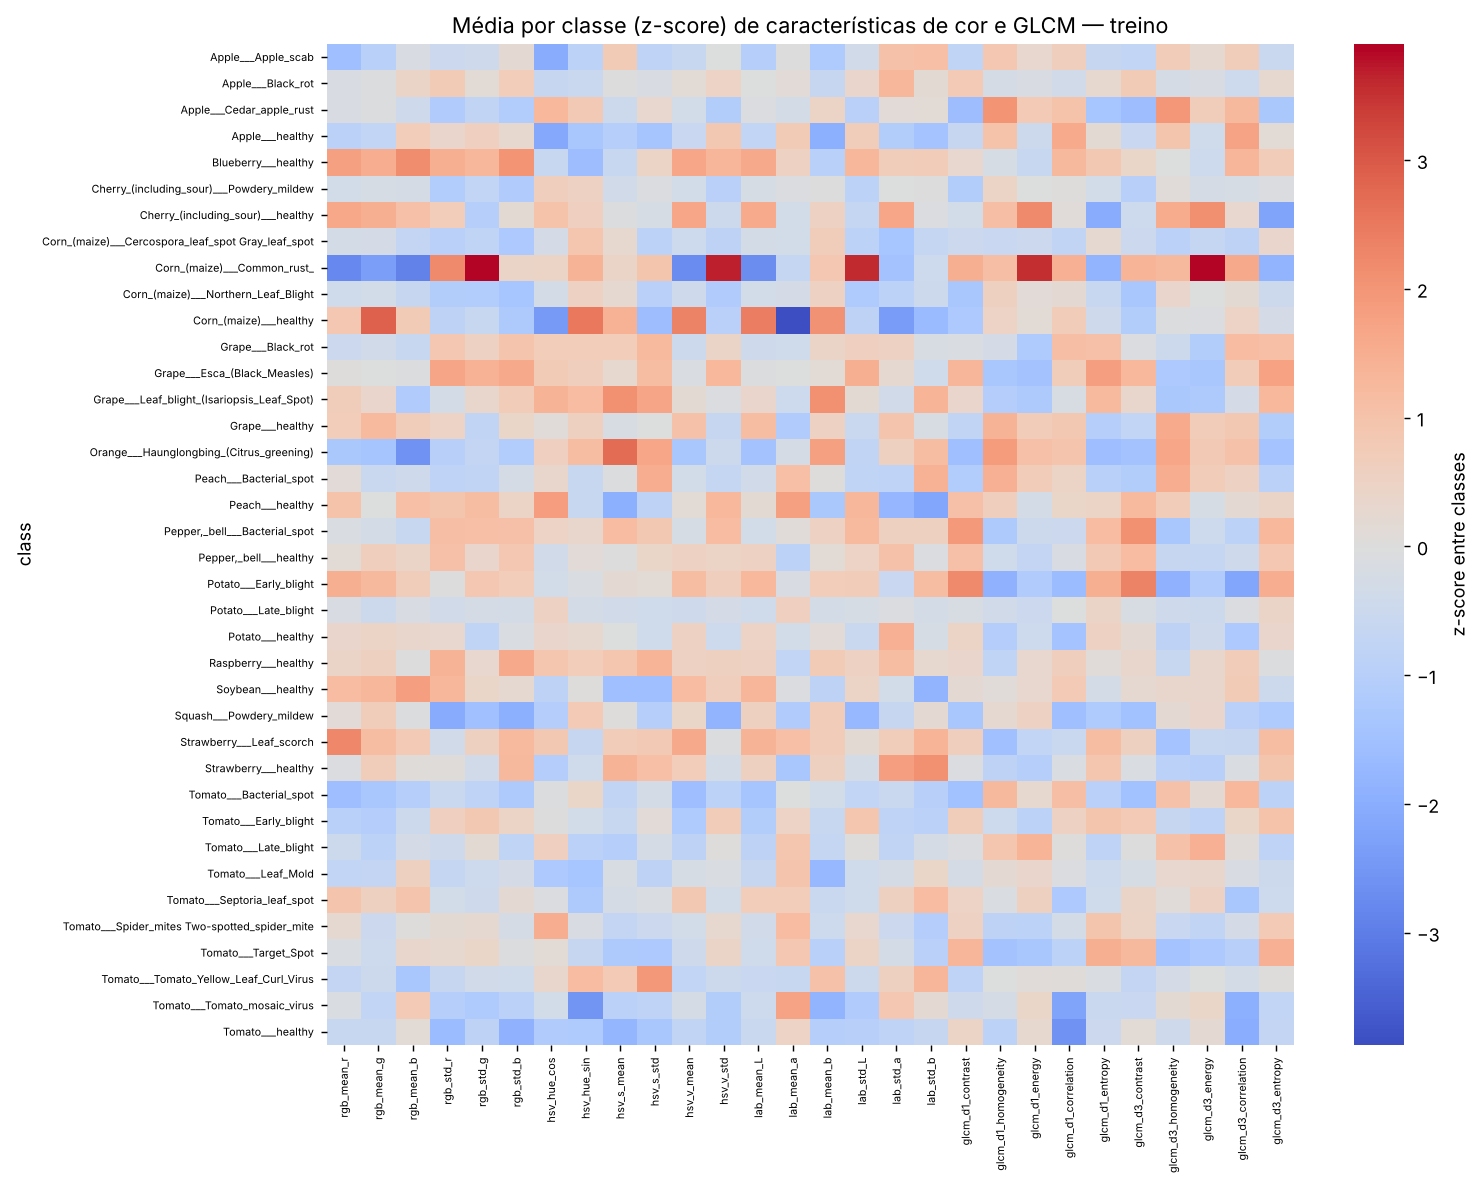 Média por classe (z-score) de características de cor e GLCM — treino
class
Apple___Apple_scab
Apple___Black_rot
Apple___Cedar_apple_rust
Apple___healthy
Blueberry___healthy
Cherry_(including_sour)___Powdery_mildew
Cherry_(including_sour)___healthy
Corn_(maize)___Cercospora_leaf_spot Gray_leaf_spot
Corn_(maize)___Common_rust_
Corn_(maize)___Northern_Leaf_Blight
Corn_(maize)___healthy
Grape___Black_rot
Grape___Esca_(Black_Measles)
Grape___Leaf_blight_(Isariopsis_Leaf_Spot)
Grape___healthy
Orange___Haunglongbing_(Citrus_greening)
Peach___Bacterial_spot
Peach___healthy
Pepper,_bell___Bacterial_spot
Pepper,_bell___healthy
Potato___Early_blight
Potato___Late_blight
Potato___healthy
Raspberry___healthy
Soybean___healthy
Squash___Powdery_mildew
Strawberry___Leaf_scorch
Strawberry___healthy
Tomato___Bacterial_spot
Tomato___Early_blight
Tomato___Late_blight
Tomato___Leaf_Mold
Tomato___Septoria_leaf_spot
Tomato___Spider_mites Two-spotted_spider_mite
Tomato___Target_Spot
Tomato___Tomato_Yellow_Leaf_Curl_Virus
Tomato___Tomato_mosaic_virus
Tomato___healthy
rgb_mean_r
rgb_mean_g
rgb_mean_b
rgb_std_r
rgb_std_g
rgb_std_b
hsv_hue_cos
hsv_hue_sin
hsv_s_mean
hsv_s_std
hsv_v_mean
hsv_v_std
lab_mean_L
lab_mean_a
lab_mean_b
lab_std_L
lab_std_a
lab_std_b
glcm_d1_contrast
glcm_d1_homogeneity
glcm_d1_energy
glcm_d1_correlation
glcm_d1_entropy
glcm_d3_contrast
glcm_d3_homogeneity
glcm_d3_energy
glcm_d3_correlation
glcm_d3_entropy
3
2
1
0
−1
−2
−3
z-score entre classes